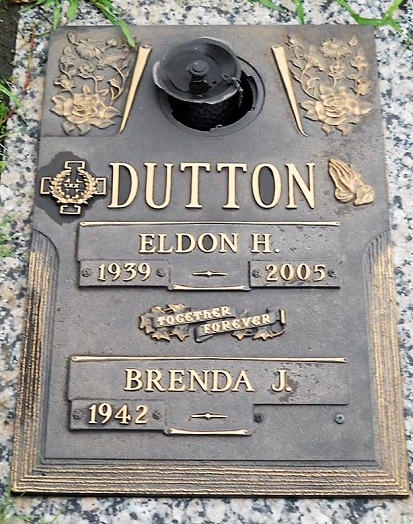 DUTTON
ELDON H.
1939 - 2005
TOGETHER
FOREVER
BRENDA J.
1942 -